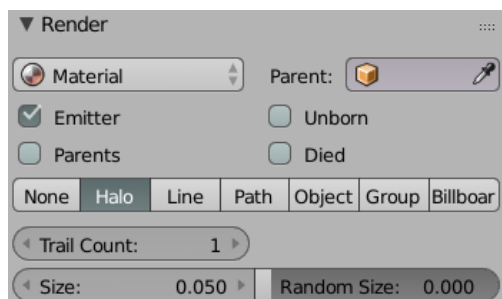 Render
Material Parent:
Emitter Unborn
Parents Died
None Halo Line Path Object Group Billboar
Trail Count: 1
Size: 0.050 Random Size: 0.000